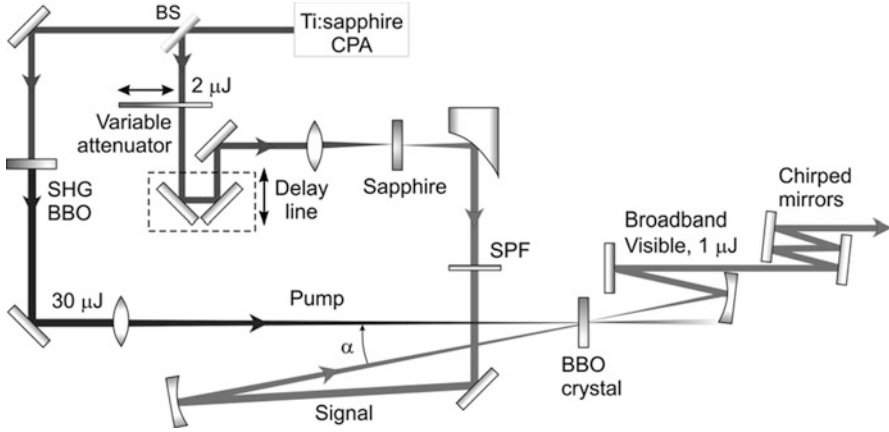 BS
Ti:sapphire
CPA
2 μJ
Variable
attenuator
SHG
BBO
Delay
line
Sapphire
Chirped
mirrors
Broadband
Visible, 1 μJ
SPF
30 μJ
Pump
α
BBO
crystal
Signal